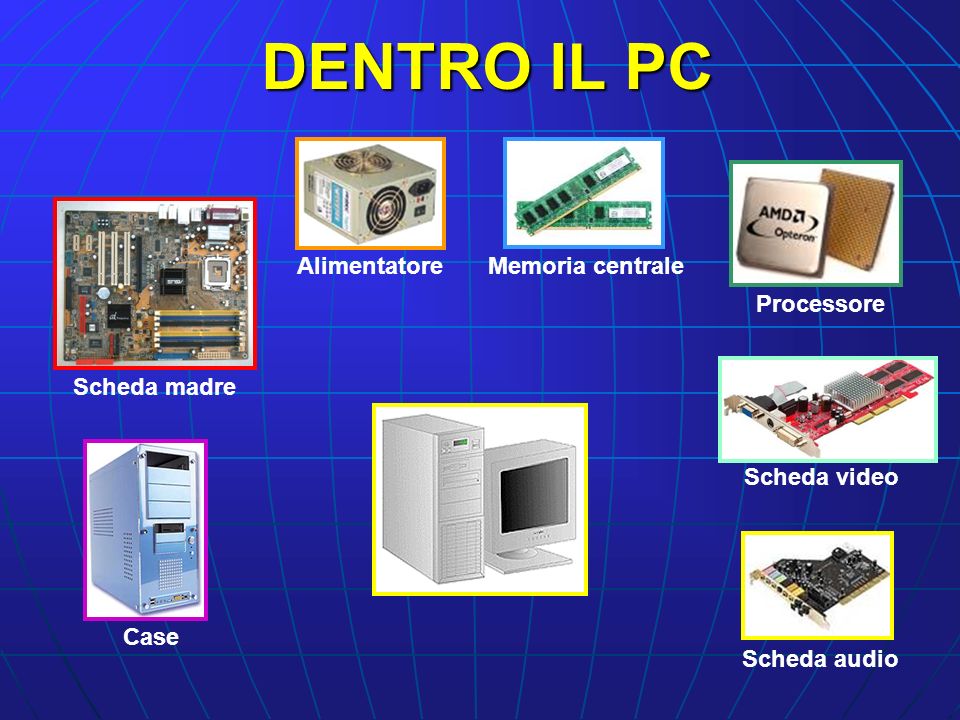 DENTRO IL PC
Alimentatore
Memoria centrale
AMD
Opteron
Processore
Scheda madre
Scheda video
Case
Scheda audio